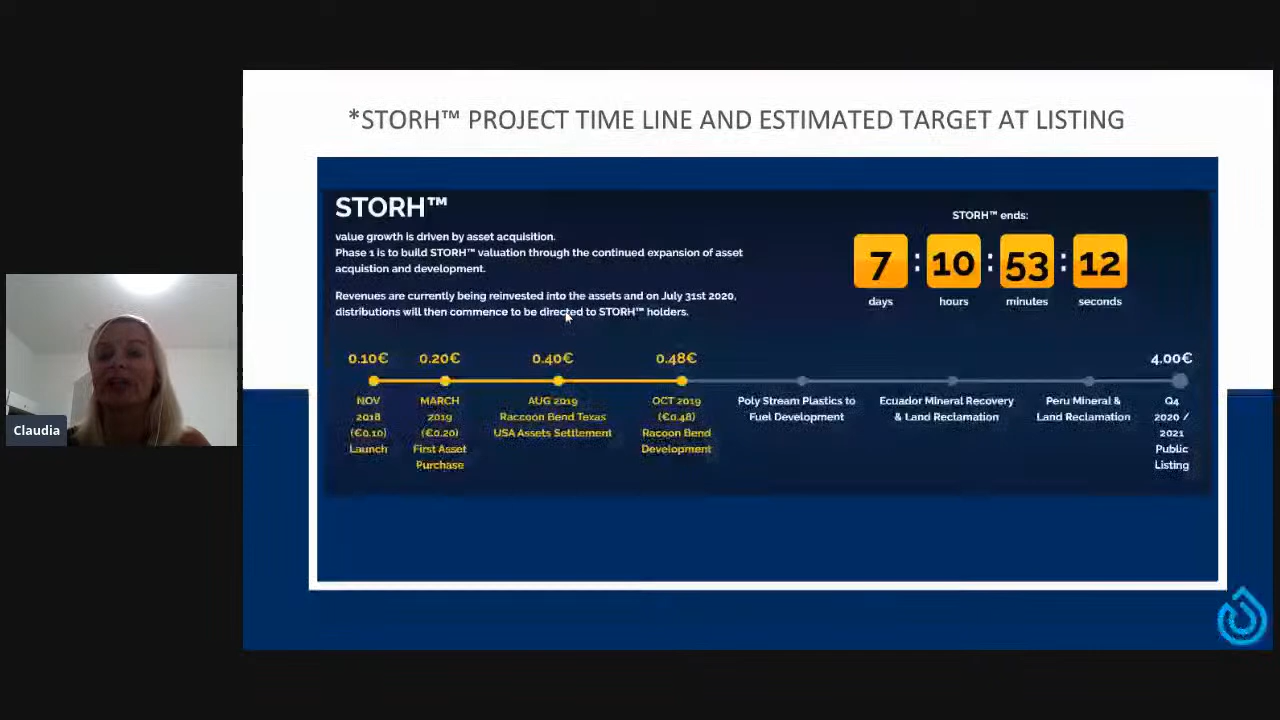 *STORH™ PROJECT TIME LINE AND ESTIMATED TARGET AT LISTING
STORH™
value growth is driven by asset acquisition.
Phase 1 is to build STORH™ valuation through the continued expansion of asset
acquistion and development.
Revenues are currently being reinvested into the assets and on July 31st 2020,
distributions will then commence to be directed to STORH™ holders.
STORH™ ends:
7 : 10 : 53 : 12
days hours minutes seconds
0.10€
NOV
2018
(€0.10)
Launch
0.20€
MARCH
2019
(€0.20)
First Asset
Purchase
0.40€
AUG 2019
Raccoon Bend Texas
USA Assets Settlement
0.48€
OCT 2019
(€0.48)
Racoon Bend
Development
Poly Stream Plastics to
Fuel Development
Ecuador Mineral Recovery
& Land Reclamation
Peru Mineral &
Land Reclamation
4.00€
Q4
2020 /
2021
Public
Listing
Claudia